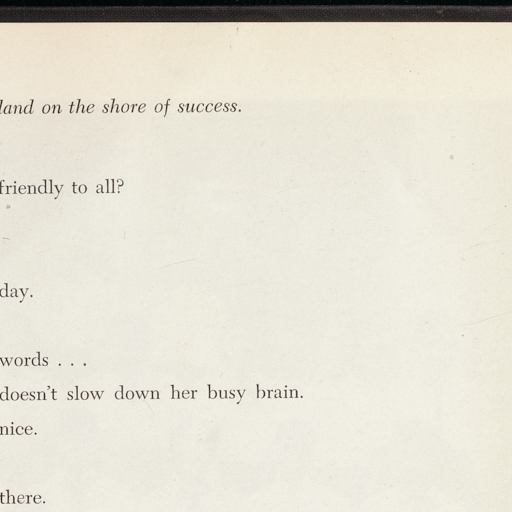 land on the shore of success.
friendly to all?
day.
words . . .
doesn't slow down her busy brain.
nice.
there.